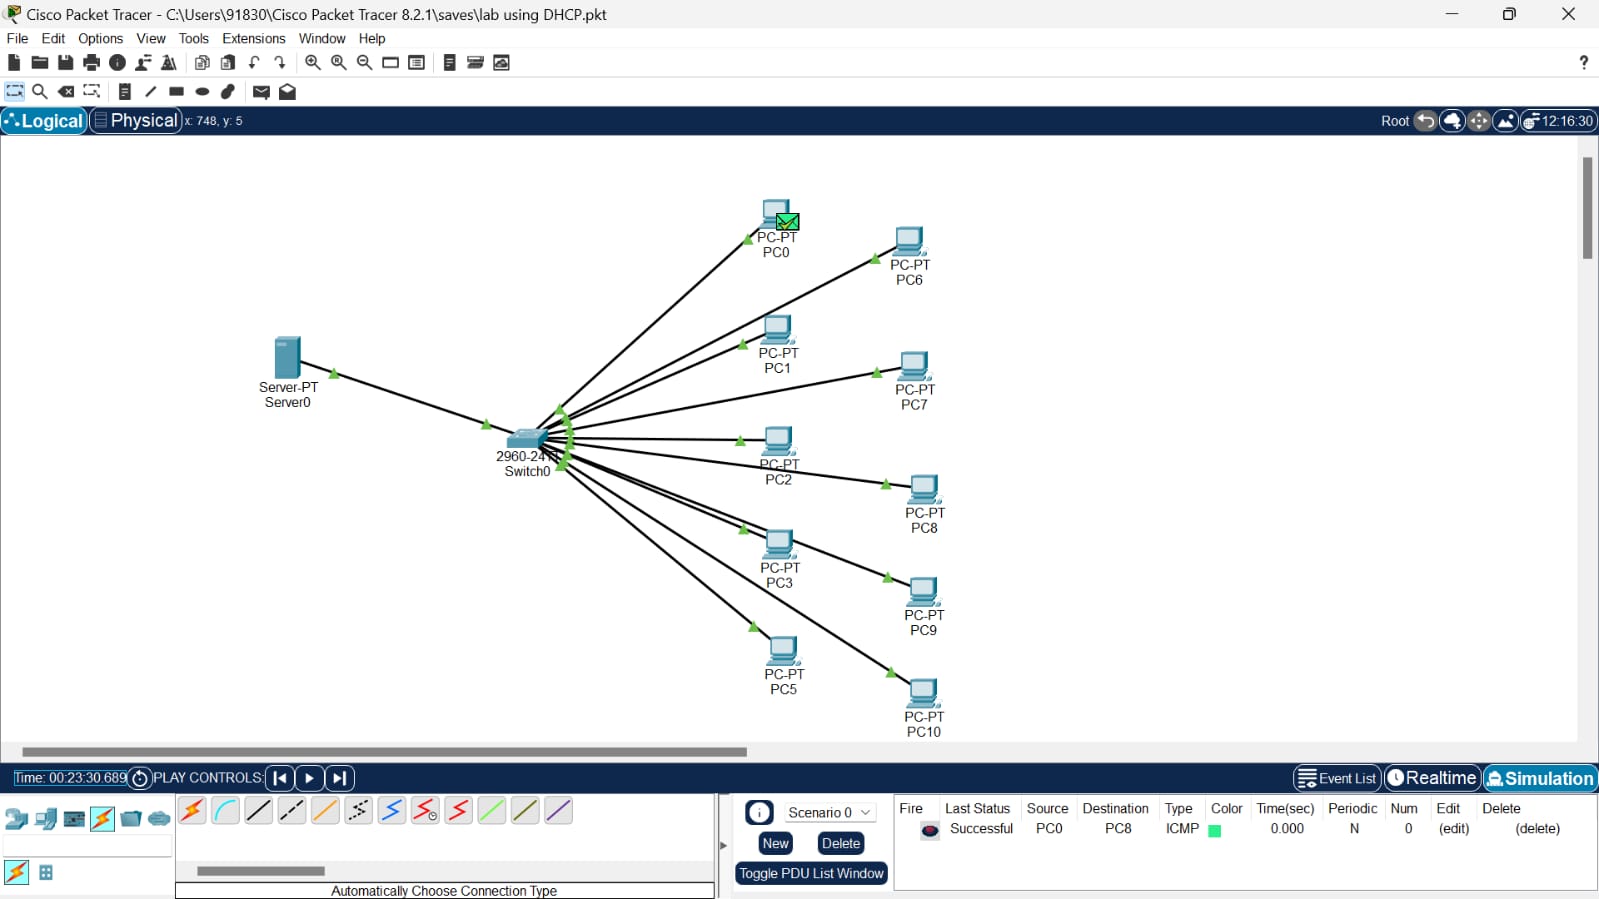 Cisco Packet Tracer - C:\Users\91830\Cisco Packet Tracer 8.2.1\saves\lab using DHCP.pkt
File Edit Options View Tools Extensions Window Help
?
Logical Physical x: 748, y: 5 Root 12:16:30
PC-PT
PC0
PC-PT
PC6
PC-PT
PC1
Server-PT
Server0
PC-PT
PC7
2960-24TT
Switch0
PC-PT
PC2
PC-PT
PC8
PC-PT
PC3
PC-PT
PC9
PC-PT
PC5
PC-PT
PC10
Time: 00:23:30.689 PLAY CONTROLS: Event List Realtime Simulation
Scenario 0
New Delete
Toggle PDU List Window
Fire Last Status Source Destination Type Color Time(sec) Periodic Num Edit Delete
Successful PC0 PC8 ICMP 0.000 N 0 (edit) (delete)
Automatically Choose Connection Type